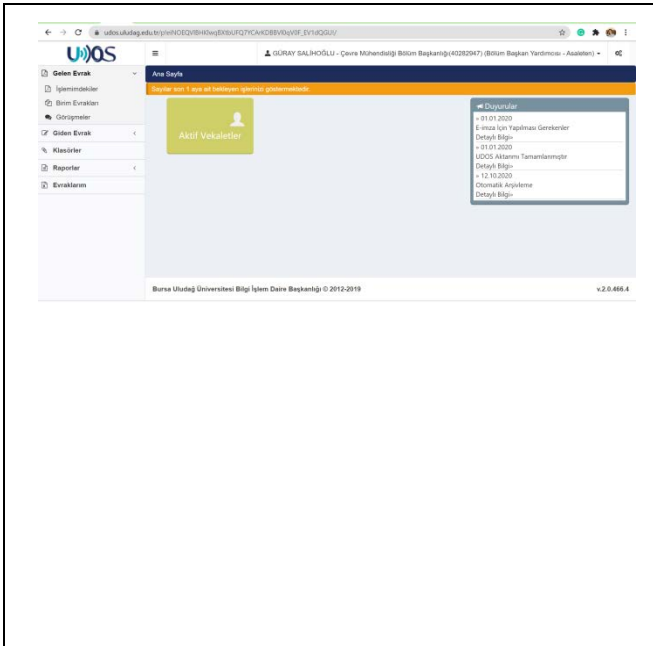 udos.uludag.edu.tr
UDOS
GÜRAY SALİHOĞLU - Çevre Mühendisliği Bölüm Başkanlığı(40282947) (Bölüm Başkan Yardımcısı - Asaleten)
Gelen Evrak
İşlemimdekiler
Birim Evrakları
Görüşmeler
Giden Evrak
Klasörler
Raporlar
Evraklarım
Ana Sayfa
Sayılar son 1 aya ait bekleyen işlerinizi göstermektedir.
Aktif Vekaletler
Duyurular
» 01.01.2020
E-imza İçin Yapılması Gerekenler
Detaylı Bilgi»
» 01.01.2020
UDOS Aktarımı Tamamlanmıştır
Detaylı Bilgi»
» 12.10.2020
Otomatik Arşivleme
Detaylı Bilgi»
Bursa Uludağ Üniversitesi Bilgi İşlem Daire Başkanlığı © 2012-2019
v.2.0.466.4